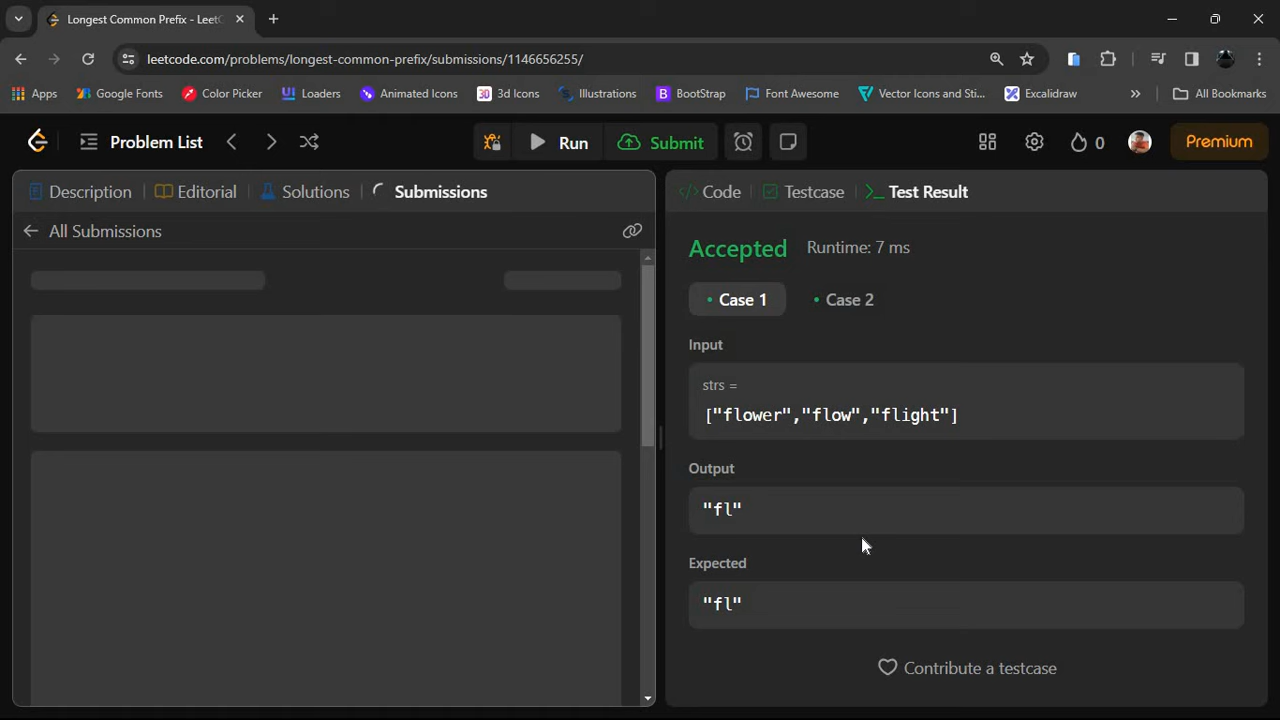 Longest Common Prefix - LeetC
leetcode.com/problems/longest-common-prefix/submissions/1146656255/
Apps Google Fonts Color Picker Loaders Animated Icons 3d Icons Illustrations BootStrap Font Awesome Vector Icons and Sti... Excalidraw » All Bookmarks
Problem List Run Submit 0 Premium
Description Editorial Solutions Submissions
All Submissions
Code Testcase Test Result
Accepted Runtime: 7 ms
Case 1 Case 2
Input
strs =
["flower","flow","flight"]
Output
"fl"
Expected
"fl"
Contribute a testcase